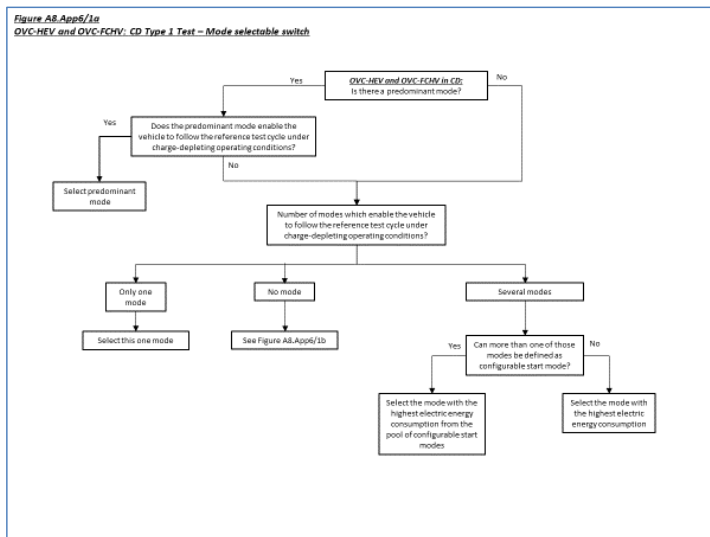 Figure A8.App6/1a
OVC-HEV and OVC-FCHV: CD Type 1 Test – Mode selectable switch
OVC-HEV and OVC-FCHV in CD:
Is there a predominant mode?
Yes
No
Does the predominant mode enable the
vehicle to follow the reference test cycle under
charge-depleting operating conditions?
Yes
No
Select predominant
mode
Number of modes which enable the vehicle
to follow the reference test cycle under
charge-depleting operating conditions?
Only one
mode
No mode
Several modes
Select this one mode
See Figure A8.App6/1b
Can more than one of those
modes be defined as
configurable start mode?
Yes
No
Select the mode with the
highest electric energy
consumption from the
pool of configurable start
modes
Select the mode with
the highest electric
energy consumption